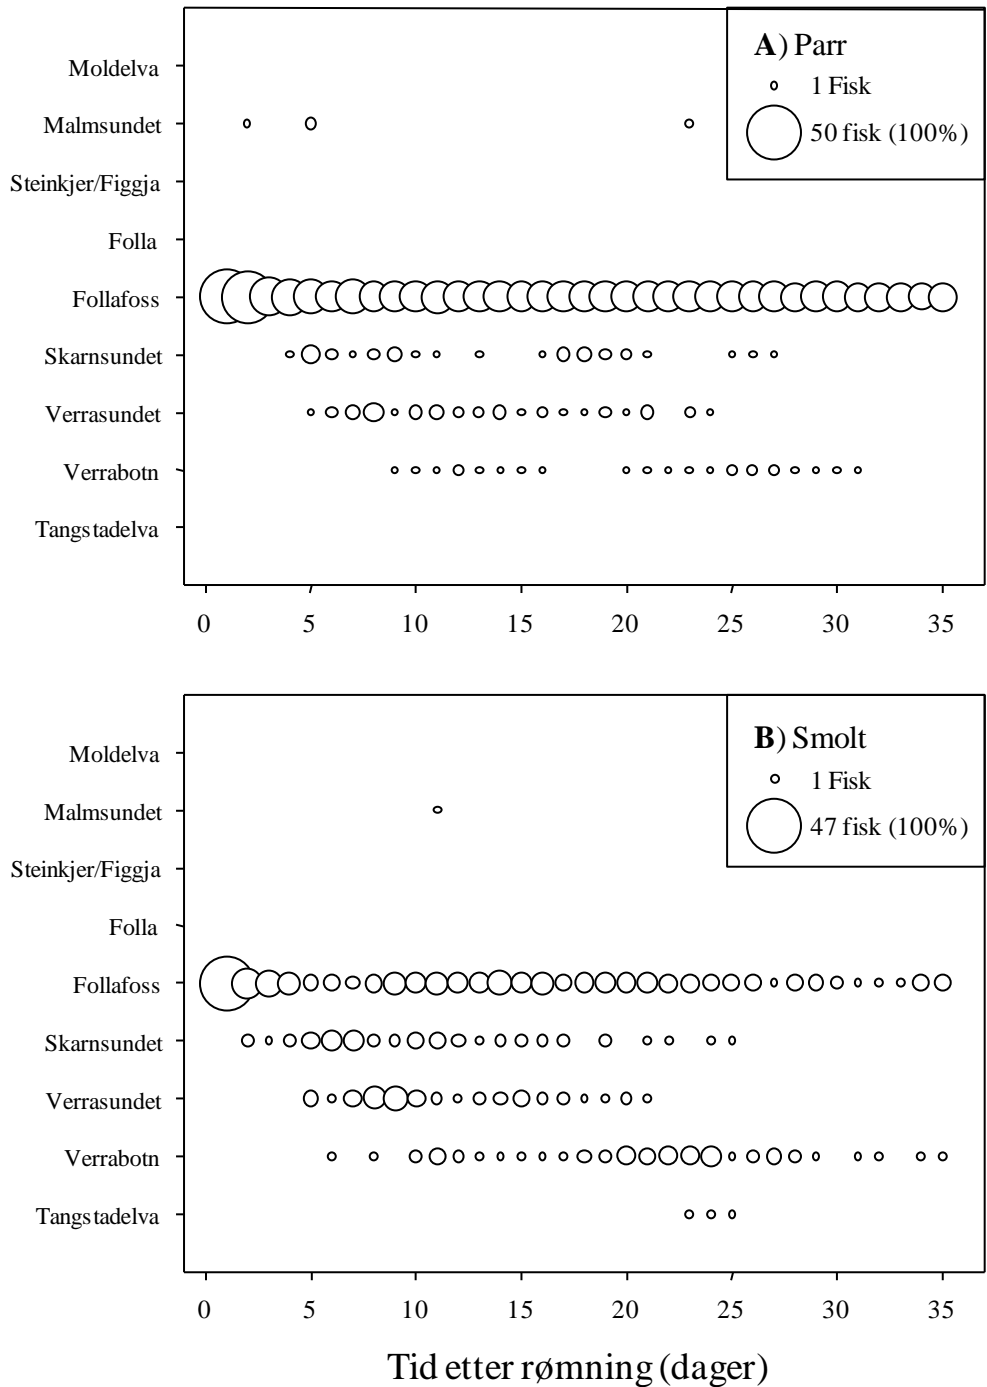 A) Parr
1 Fisk
50 fisk (100%)
Moldelva
Malmsundet
Steinkjer/Figgja
Folla
Follafoss
Skarnsundet
Verrasundet
Verrabotn
Tangstadelva
0 5 10 15 20 25 30 35
B) Smolt
1 Fisk
47 fisk (100%)
Moldelva
Malmsundet
Steinkjer/Figgja
Folla
Follafoss
Skarnsundet
Verrasundet
Verrabotn
Tangstadelva
0 5 10 15 20 25 30 35
Tid etter rømning (dager)